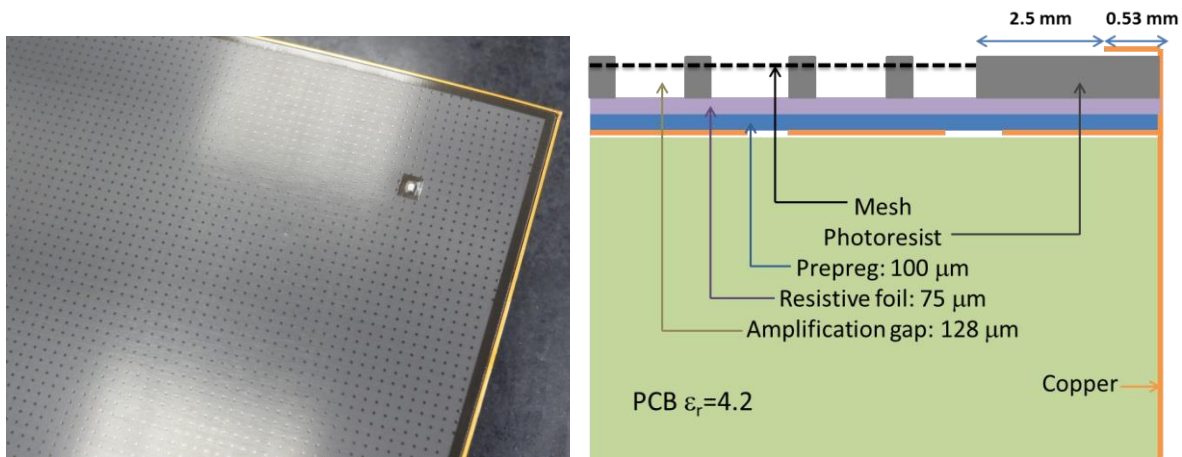 2.5 mm 0.53 mm
Mesh
Photoresist
Prepreg: 100 μm
Resistive foil: 75 μm
Amplification gap: 128 μm
Copper
PCB εr=4.2